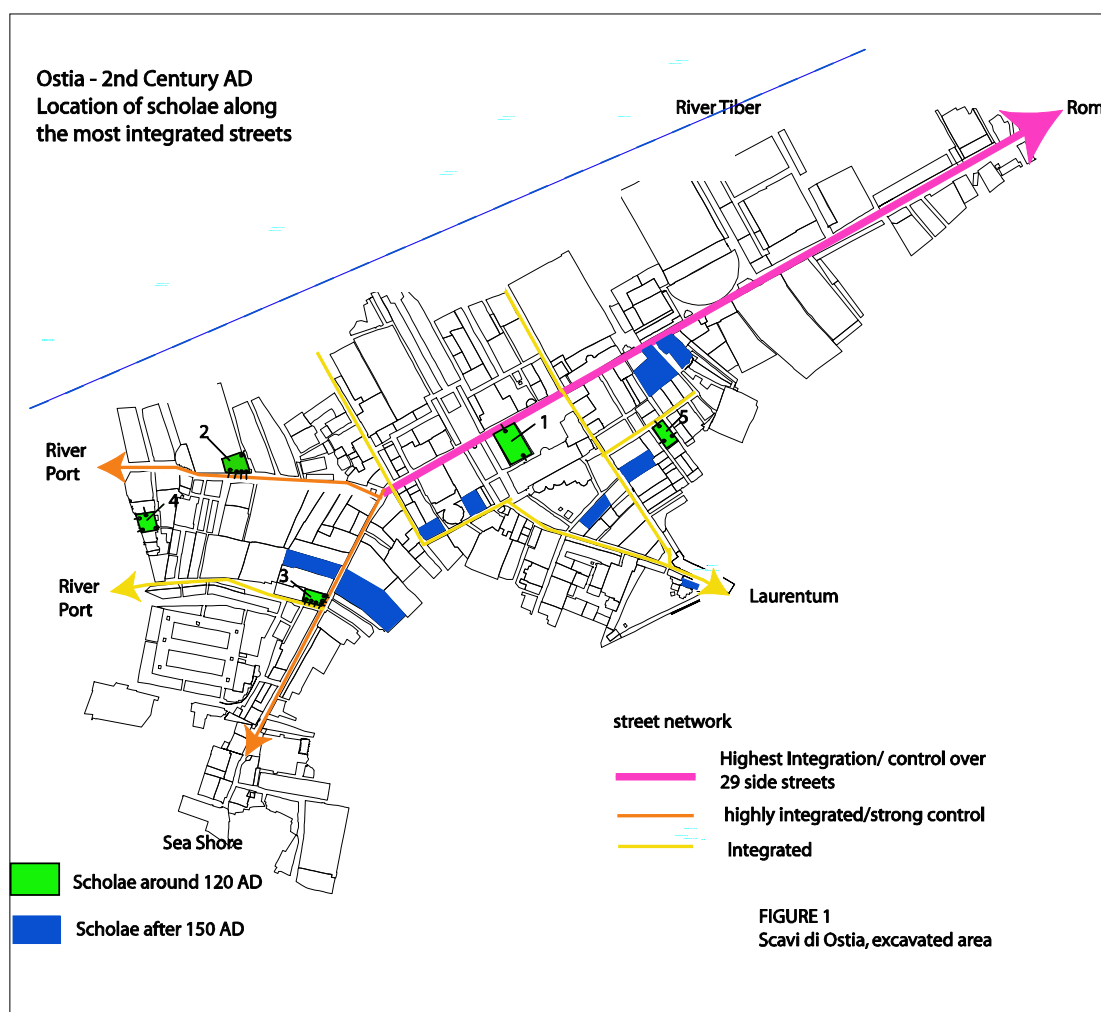 Ostia - 2nd Century AD
Location of scholae along
the most integrated streets
River Tiber
Rom
1
2
5
River
Port
4
3
River
Port
Laurentum
street network
Highest Integration/ control over
29 side streets
highly integrated/strong control
Integrated
Sea Shore
Scholae around 120 AD
Scholae after 150 AD
FIGURE 1
Scavi di Ostia, excavated area